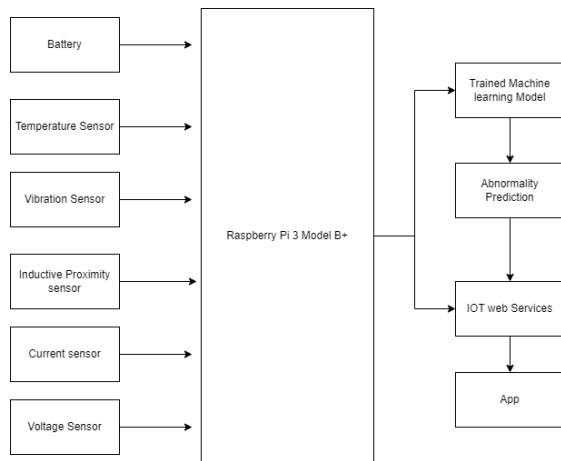 Battery
Temperature Sensor
Vibration Sensor
Inductive Proximity
sensor
Current sensor
Voltage Sensor
Raspberry Pi 3 Model B+
Trained Machine
learning Model
Abnormality
Prediction
IOT web Services
App